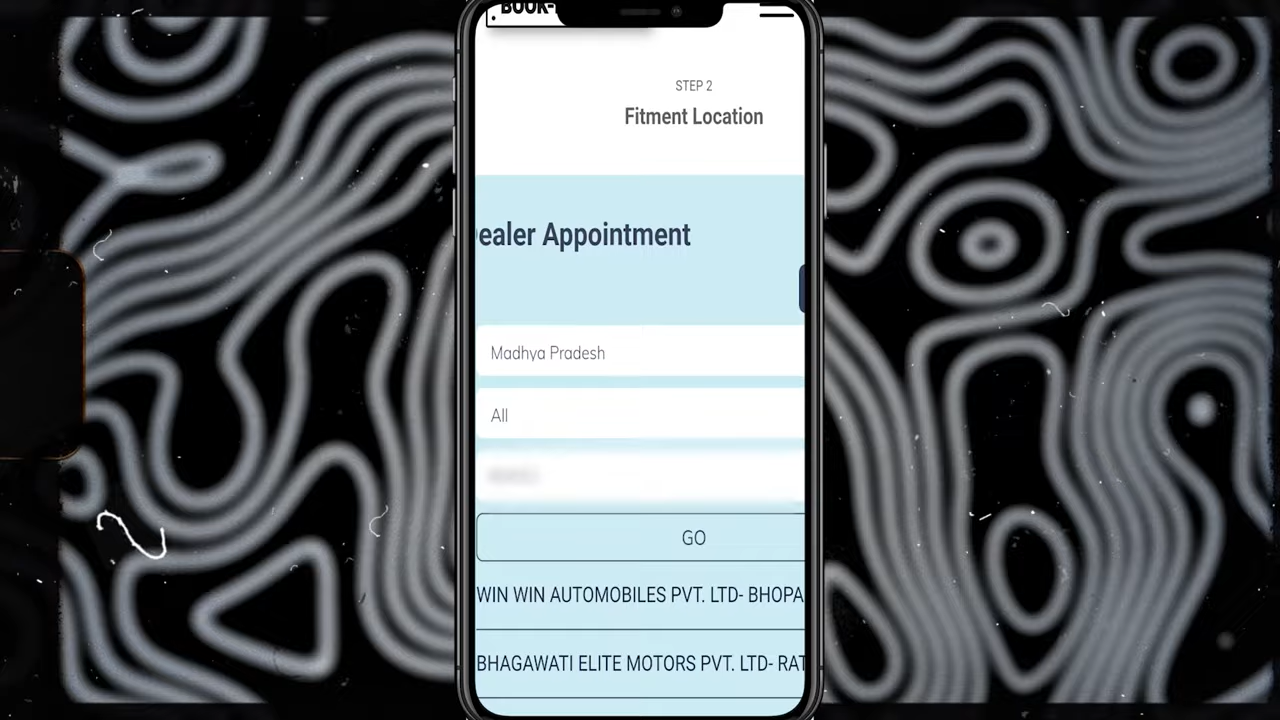 BOOK-
STEP 2
Fitment Location
ealer Appointment
Madhya Pradesh
All
GO
WIN WIN AUTOMOBILES PVT. LTD- BHOPA
BHAGAWATI ELITE MOTORS PVT. LTD- RAT